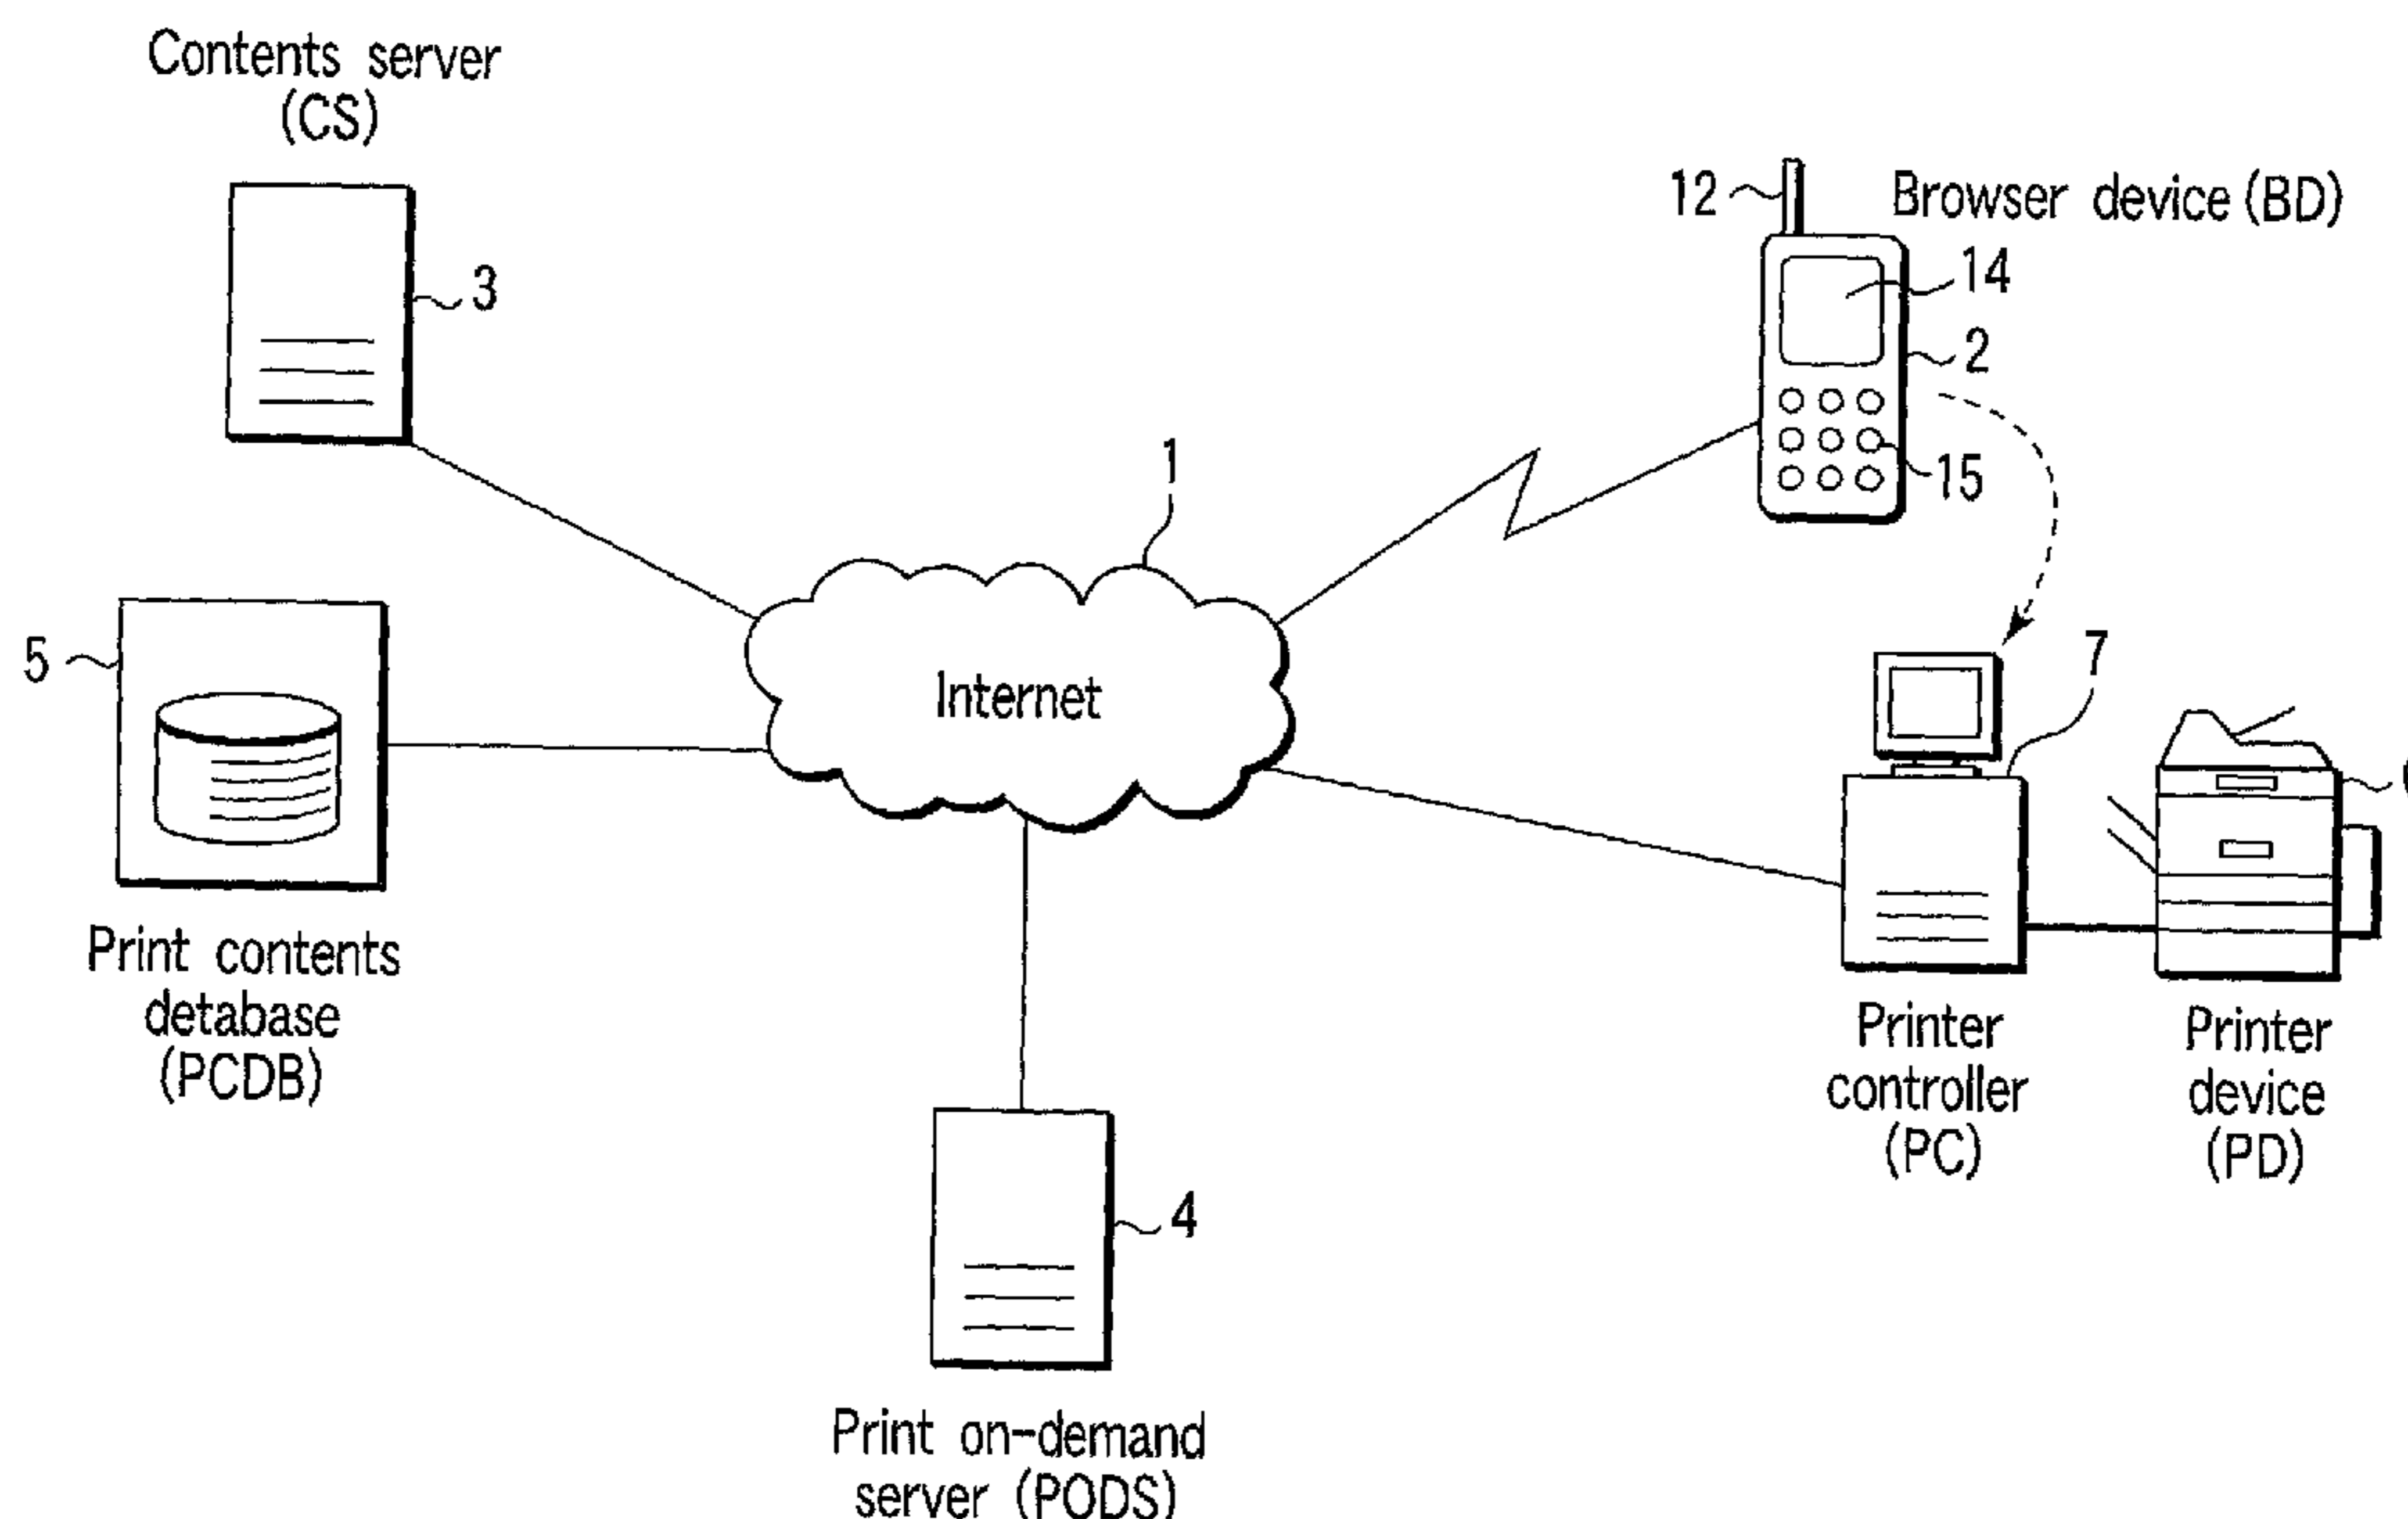 Contents server
(CS)
3
12
Browser device (BD)
14
2
15
1
Internet
5
7
Print contents
detabase
(PCDB)
Printer
controller
(PC)
Printer
device
(PD)
4
Print on-demand
server (PODS)